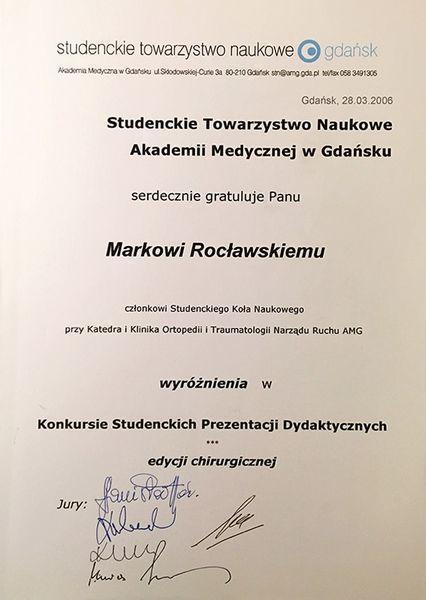 studenckie towarzystwo naukowe gdańsk
Akademia Medyczna w Gdańsku ul.Skłodowskiej-Curie 3a 80-210 Gdańsk stn@amg.gda.pl tel/fax 058 3491305
Gdańsk, 28.03.2006
Studenckie Towarzystwo Naukowe
Akademii Medycznej w Gdańsku
serdecznie gratuluje Panu
Markowi Rocławskiemu
członkowi Studenckiego Koła Naukowego
przy Katedra i Klinika Ortopedii i Traumatologii Narządu Ruchu AMG
wyróżnienia w
Konkursie Studenckich Prezentacji Dydaktycznych
...
edycji chirurgicznej
Jury: